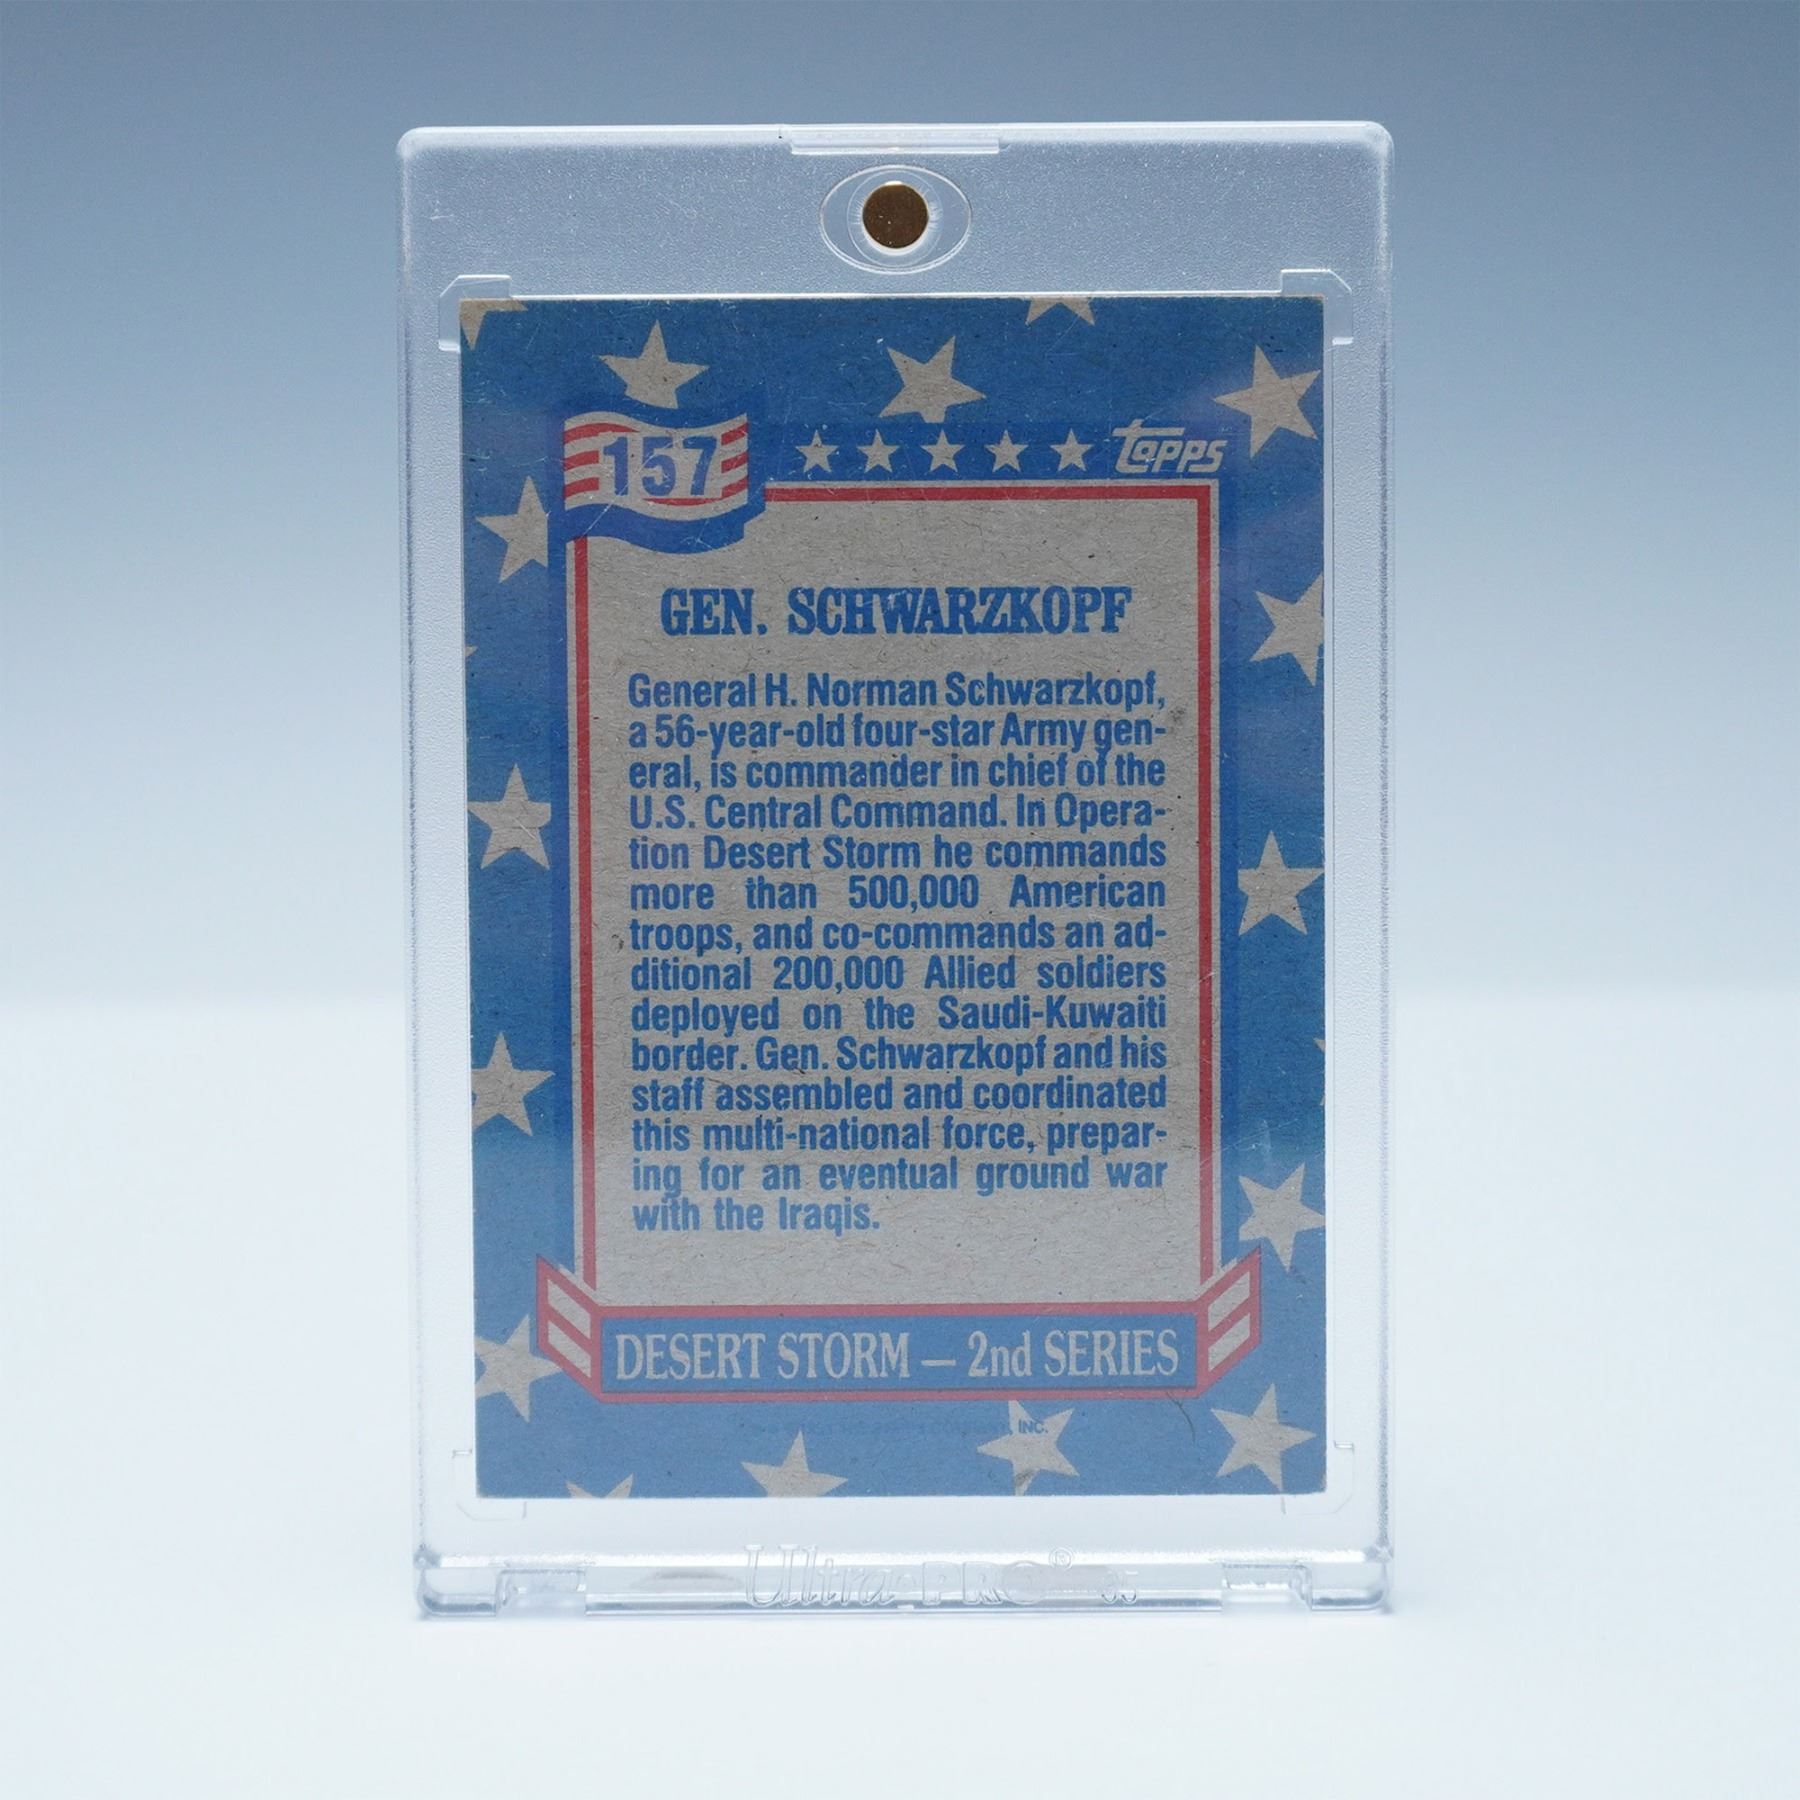 157
Topps
GEN. SCHWARZKOPF
General H. Norman Schwarzkopf,
a 56-year-old four-star Army gen-
eral, is commander in chief of the
U.S. Central Command. In Opera-
tion Desert Storm he commands
more than 500,000 American
troops, and co-commands an ad-
ditional 200,000 Allied soldiers
deployed on the Saudi-Kuwaiti
border. Gen. Schwarzkopf and his
staff assembled and coordinated
this multi-national force, prepar-
ing for an eventual ground war
with the Iraqis.
DESERT STORM — 2nd SERIES
INC.
Ultra·PRO® 35